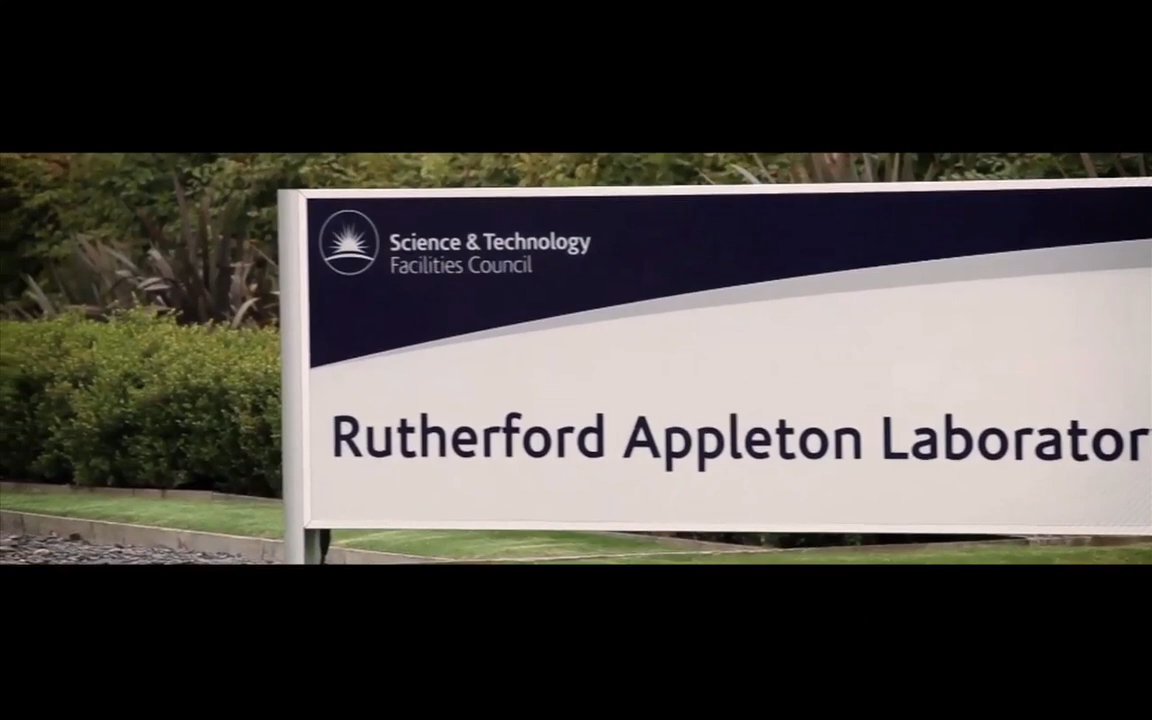 Science & Technology
Facilities Council
Rutherford Appleton Laborator